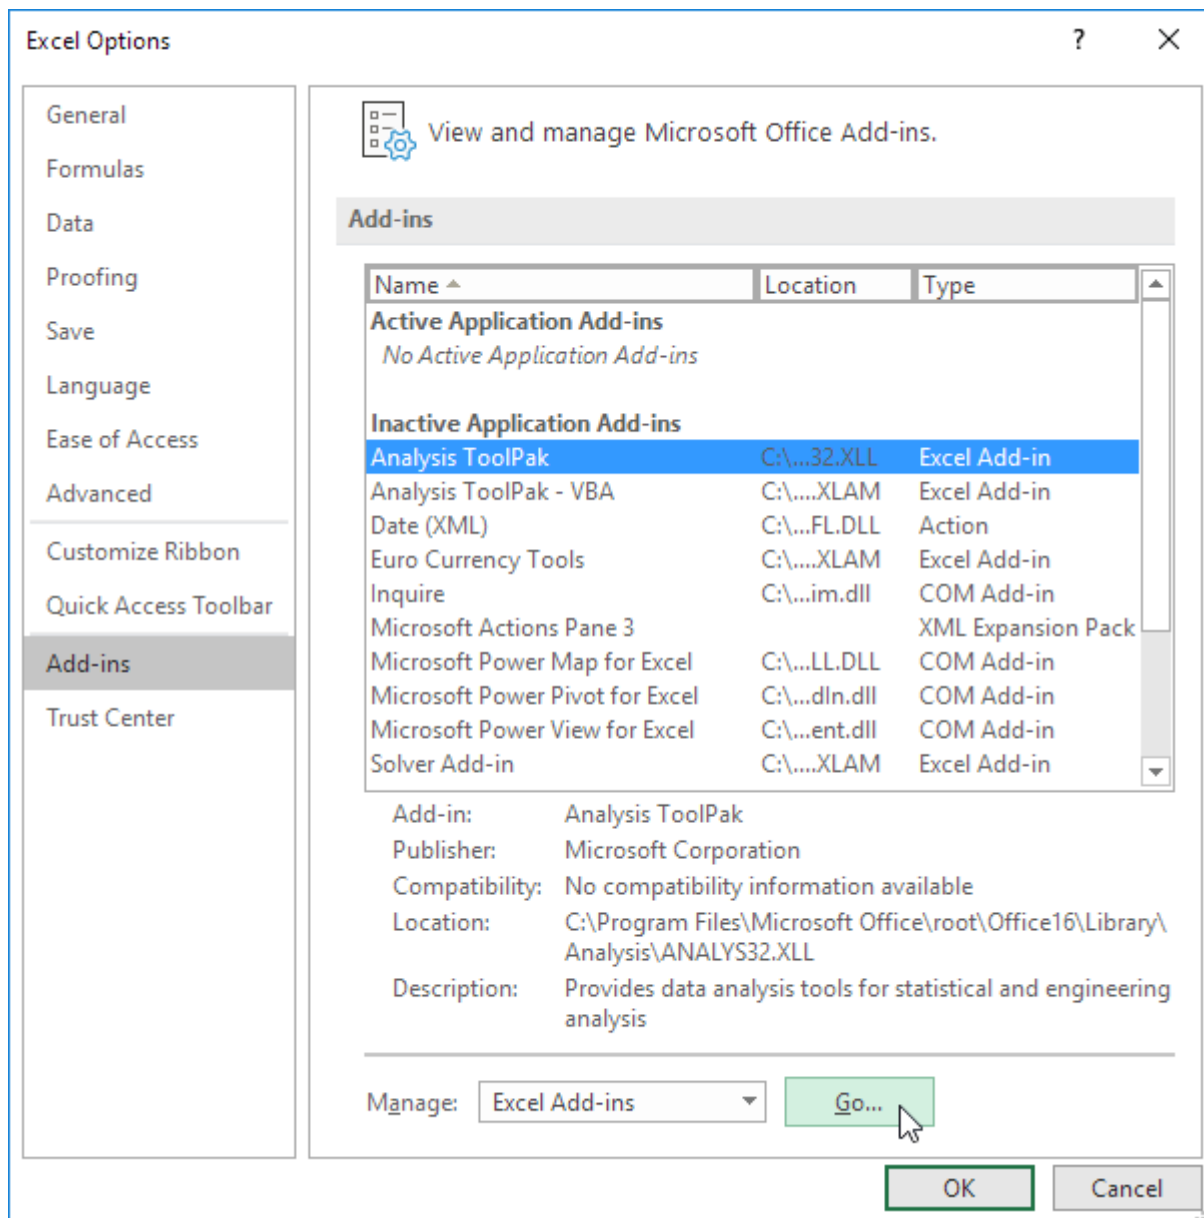 Excel Options ?
General
Formulas
Data
Proofing
Save
Language
Ease of Access
Advanced
Customize Ribbon
Quick Access Toolbar
Add-ins
Trust Center
View and manage Microsoft Office Add-ins.
Add-ins
Name Location Type
Active Application Add-ins
No Active Application Add-ins
Inactive Application Add-ins
Analysis ToolPak C:\...32.XLL Excel Add-in
Analysis ToolPak - VBA C:\....XLAM Excel Add-in
Date (XML) C:\...FL.DLL Action
Euro Currency Tools C:\....XLAM Excel Add-in
Inquire C:\...im.dll COM Add-in
Microsoft Actions Pane 3 XML Expansion Pack
Microsoft Power Map for Excel C:\...LL.DLL COM Add-in
Microsoft Power Pivot for Excel C:\...dln.dll COM Add-in
Microsoft Power View for Excel C:\...ent.dll COM Add-in
Solver Add-in C:\....XLAM Excel Add-in
Add-in: Analysis ToolPak
Publisher: Microsoft Corporation
Compatibility: No compatibility information available
Location: C:\Program Files\Microsoft Office\root\Office16\Library\
Analysis\ANALYS32.XLL
Description: Provides data analysis tools for statistical and engineering
analysis
Manage: Excel Add-ins Go...
OK Cancel